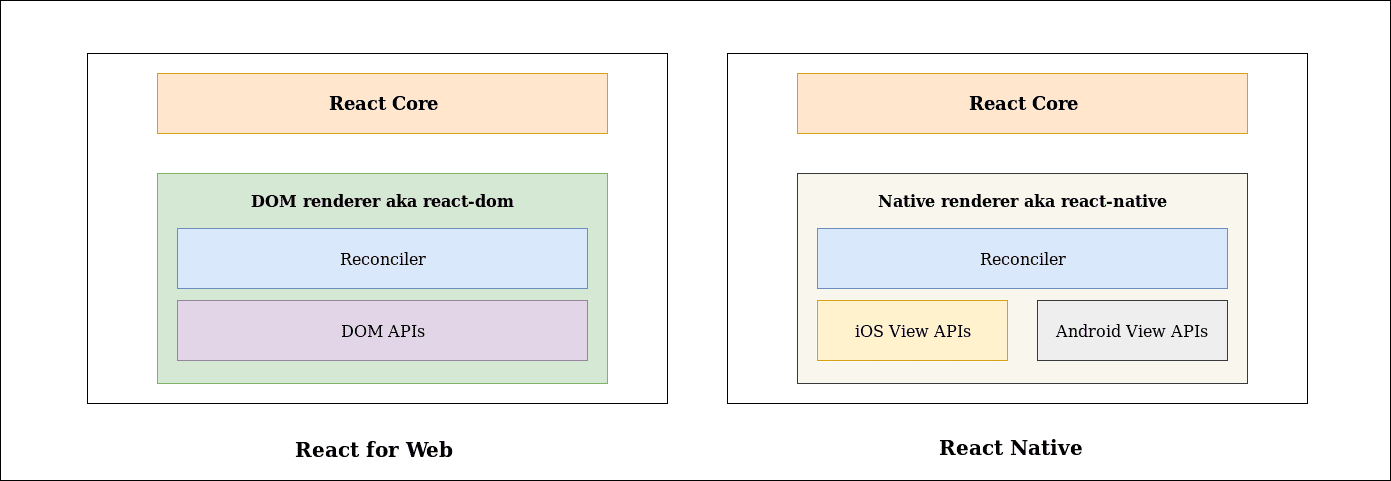 React Core
DOM renderer aka react-dom
Reconciler
DOM APIs
React for Web
React Core
Native renderer aka react-native
Reconciler
iOS View APIs
Android View APIs
React Native